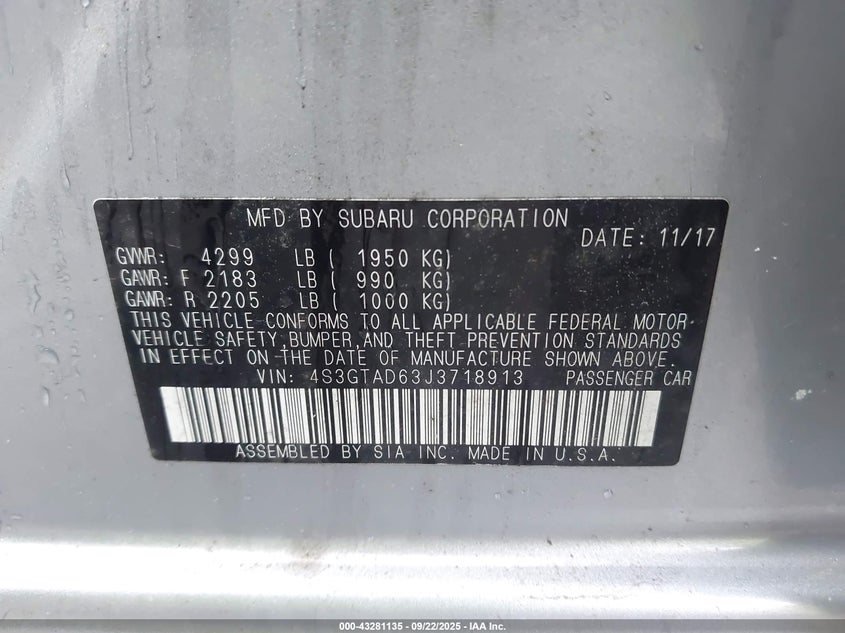 MFD BY SUBARU CORPORATION
DATE: 11/17
GVWR: 4299 LB ( 1950 KG)
GAWR: F 2183 LB ( 990 KG)
GAWR: R 2205 LB ( 1000 KG)
THIS VEHICLE CONFORMS TO ALL APPLICABLE FEDERAL MOTOR
VEHICLE SAFETY,BUMPER,AND THEFT PREVENTION STANDARDS
IN EFFECT ON THE DATE OF MANUFACTURE SHOWN ABOVE.
VIN: 4S3GTAD63J3718913 PASSENGER CAR
ASSEMBLED BY SIA INC. MADE IN U.S.A.
000-43281135 - 09/22/2025 - IAA Inc.